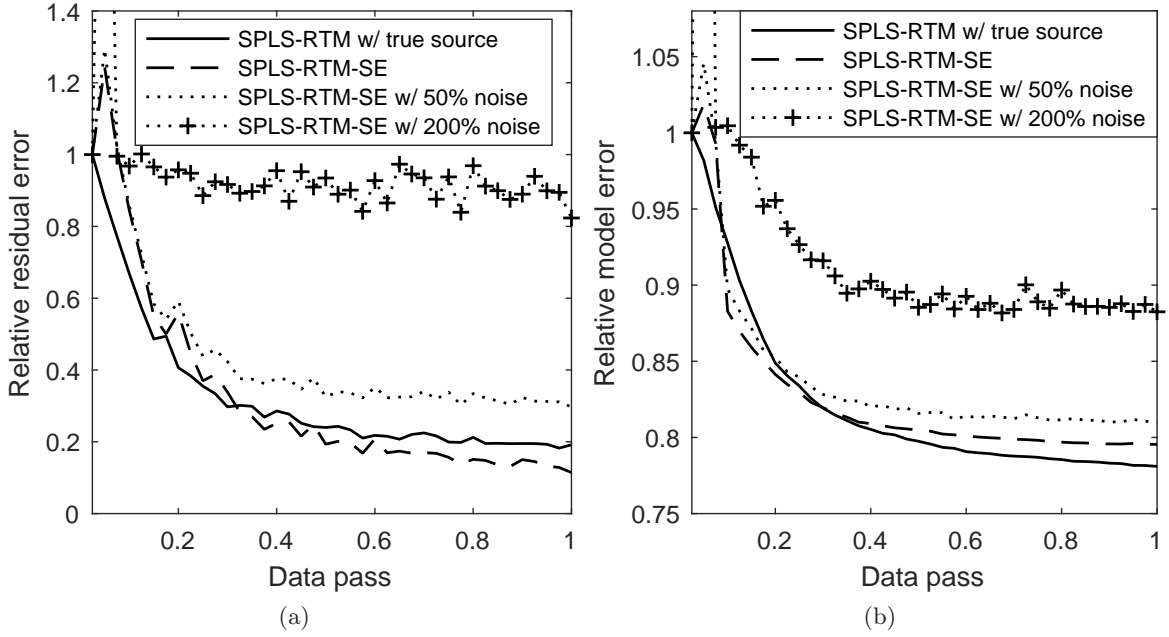 1.4
1.2
1
0.8
0.6
0.4
0.2
0
Relative residual error
SPLS-RTM w/ true source
SPLS-RTM-SE
SPLS-RTM-SE w/ 50% noise
SPLS-RTM-SE w/ 200% noise
0.2 0.4 0.6 0.8 1
Data pass
(a)
1.05
1
0.95
0.9
0.85
0.8
0.75
Relative model error
SPLS-RTM w/ true source
SPLS-RTM-SE
SPLS-RTM-SE w/ 50% noise
SPLS-RTM-SE w/ 200% noise
0.2 0.4 0.6 0.8 1
Data pass
(b)